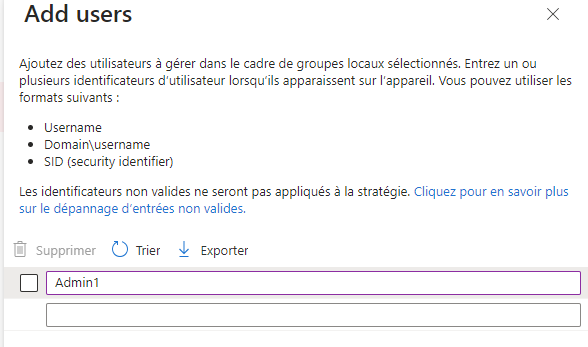 Add users
Ajoutez des utilisateurs à gérer dans le cadre de groupes locaux sélectionnés. Entrez un ou
plusieurs identificateurs d’utilisateur lorsqu’ils apparaissent sur l’appareil. Vous pouvez utiliser les
formats suivants :
• Username
• Domain\username
• SID (security identifier)
Les identificateurs non valides ne seront pas appliqués à la stratégie. Cliquez pour en savoir plus
sur le dépannage d’entrées non valides.
Supprimer Trier Exporter
Admin1